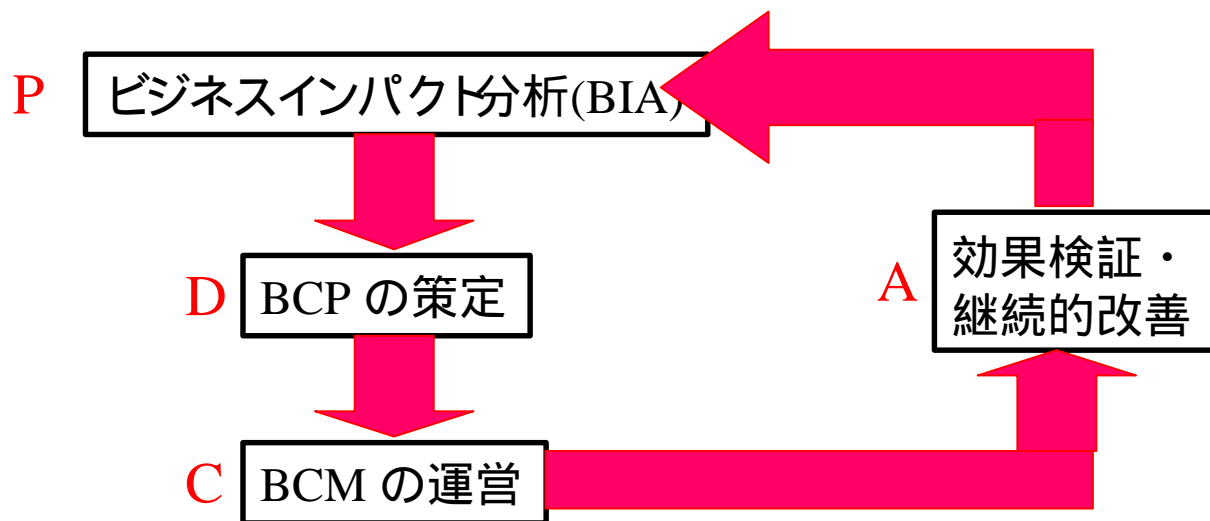 P
ビジネスインパクト分析(BIA)
D
BCP の策定
C
BCM の運営
A
効果検証・
継続的改善